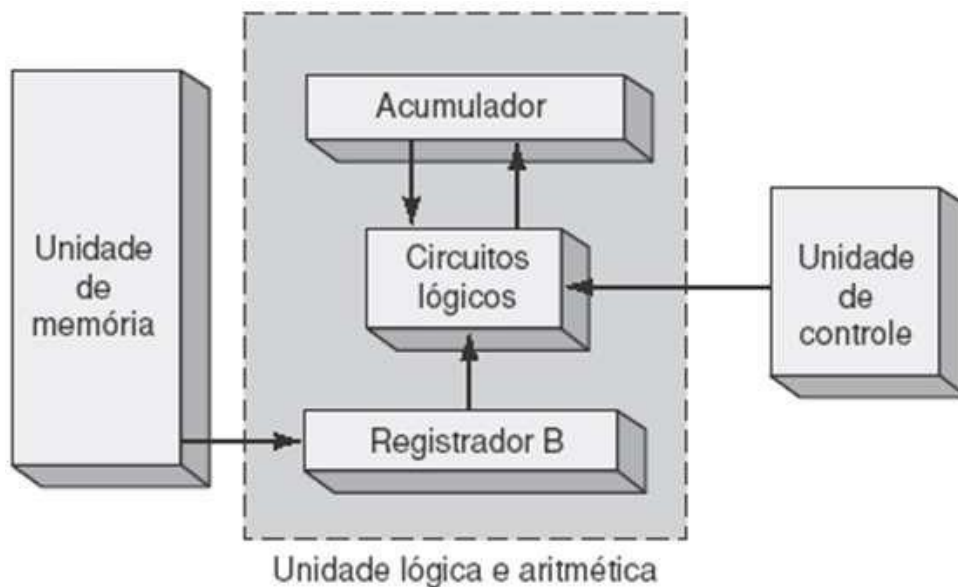 Acumulador
Unidade
de
memória
Circuitos
lógicos
Unidade
de
controle
Registrador B
Unidade lógica e aritmética